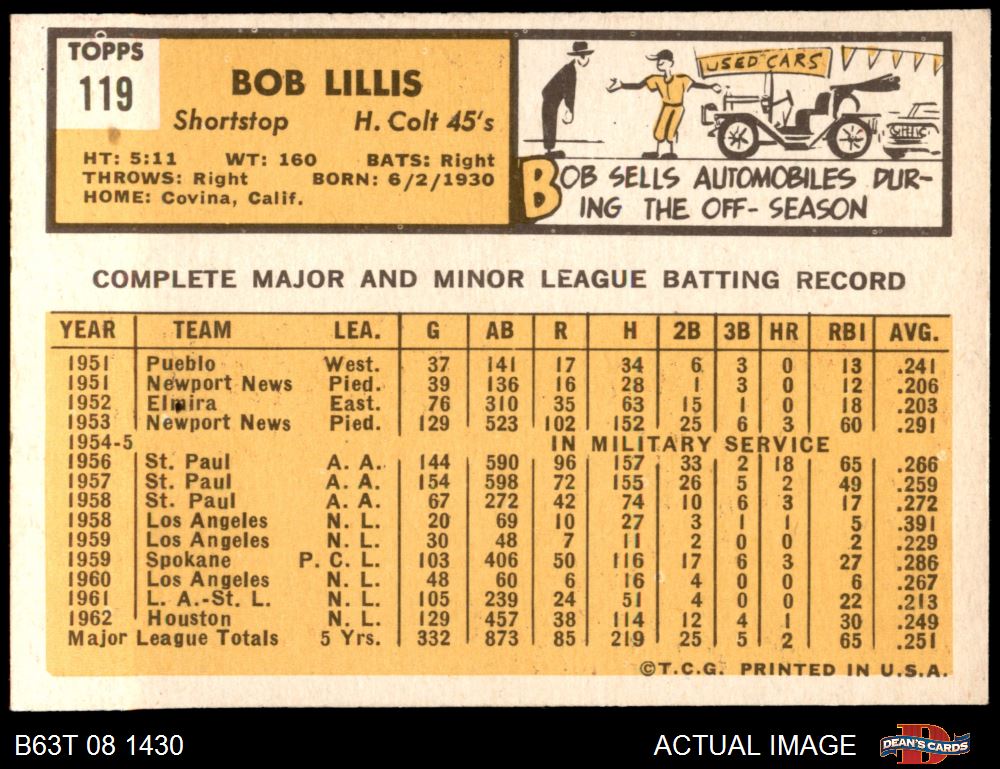 TOPPS
119
BOB LILLIS
Shortstop H. Colt 45's
HT: 5:11 WT: 160 BATS: Right
THROWS: Right BORN: 6/2/1930
HOME: Covina, Calif.
USED CARS
BOB SELLS AUTOMOBILES DUR-
ING THE OFF-SEASON
COMPLETE MAJOR AND MINOR LEAGUE BATTING RECORD
YEAR TEAM LEA. G AB R H 2B 3B HR RBI AVG.
1951 Pueblo West. 37 141 17 34 6 3 0 13 .241
1951 Newport News Pied. 39 136 16 28 1 3 0 12 .206
1952 Elmira East. 76 310 35 63 15 1 0 18 .203
1953 Newport News Pied. 129 523 102 152 25 6 3 60 .291
1954-5 IN MILITARY SERVICE
1956 St. Paul A. A. 144 590 96 157 33 2 18 65 .266
1957 St. Paul A. A. 154 598 72 155 26 5 2 49 .259
1958 St. Paul A. A. 67 272 42 74 10 6 3 17 .272
1958 Los Angeles N. L. 20 69 10 27 3 1 1 5 .391
1959 Los Angeles N. L. 30 48 7 11 2 0 0 2 .229
1959 Spokane P. C. L. 103 406 50 116 17 6 3 27 .286
1960 Los Angeles N. L. 48 60 6 16 4 0 0 6 .267
1961 L. A.-St. L. N. L. 105 239 24 51 4 0 0 22 .213
1962 Houston N. L. 129 457 38 114 12 4 1 30 .249
Major League Totals 5 Yrs. 332 873 85 219 25 5 2 65 .251
©T.C.G. PRINTED IN U.S.A.
B63T 08 1430 ACTUAL IMAGE DEAN'S CARDS